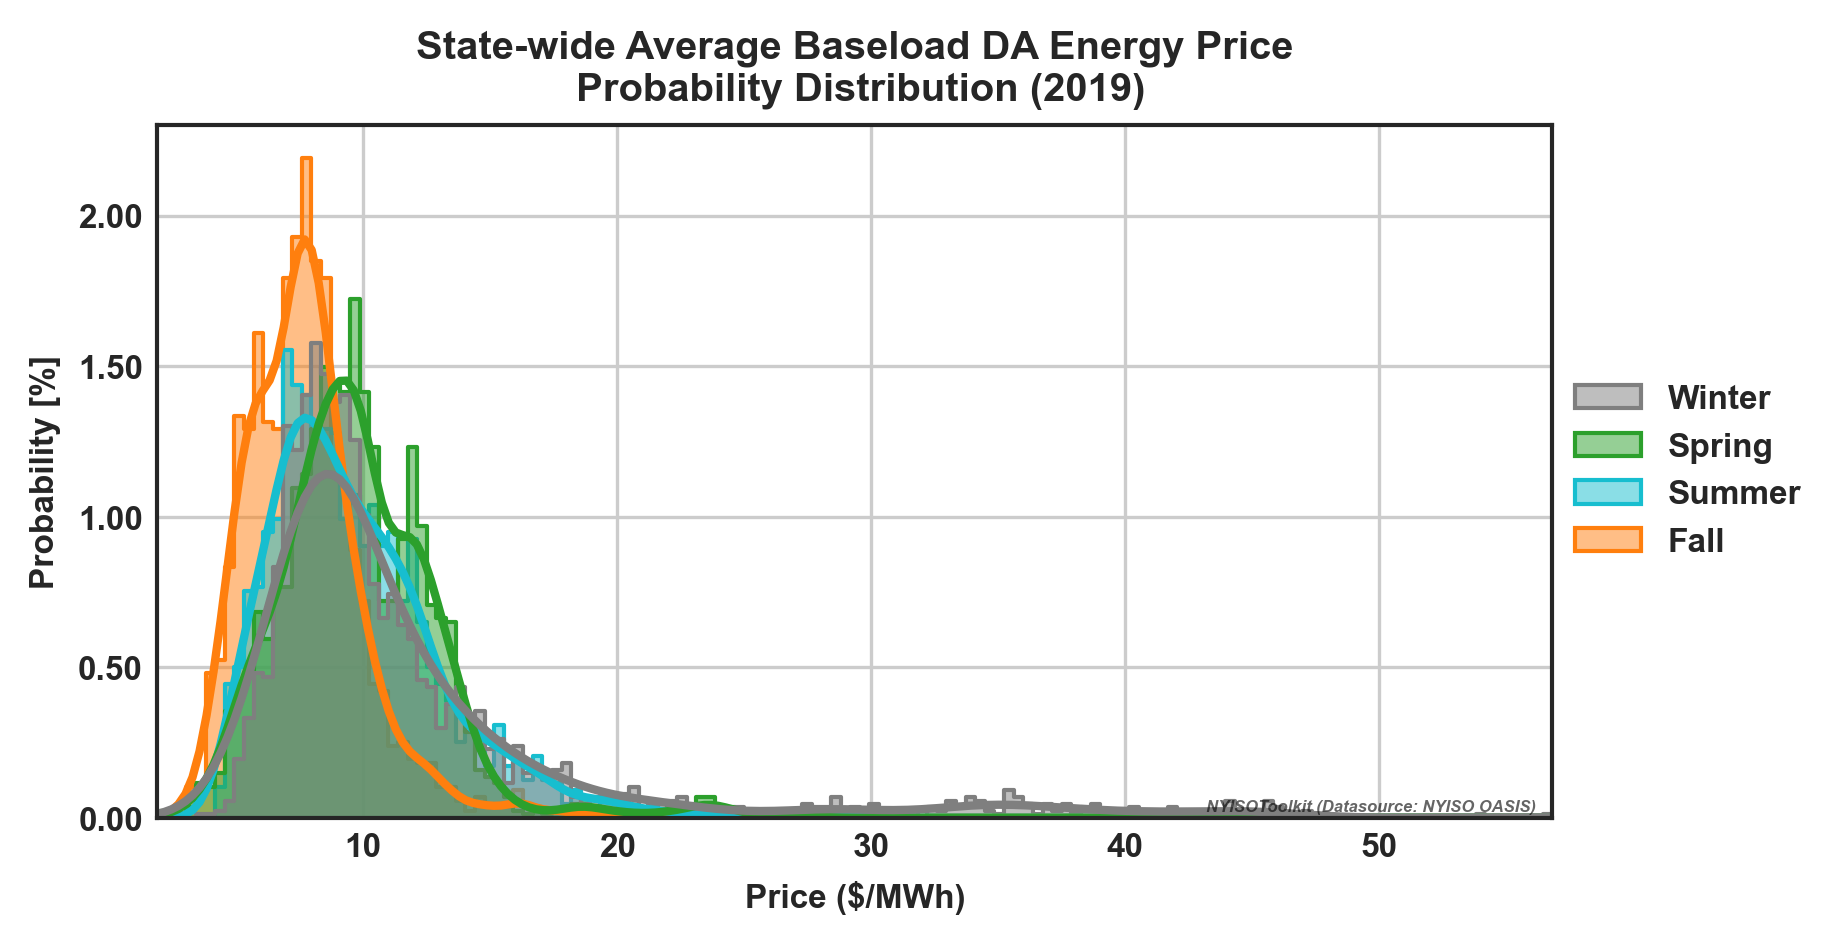 State-wide Average Baseload DA Energy Price
Probability Distribution (2019)
Probability [%]
2.00
1.50
1.00
0.50
0.00
10
20
30
40
50
Price ($/MWh)
Winter
Spring
Summer
Fall
NYISOToolkit (Datasource: NYISO OASIS)